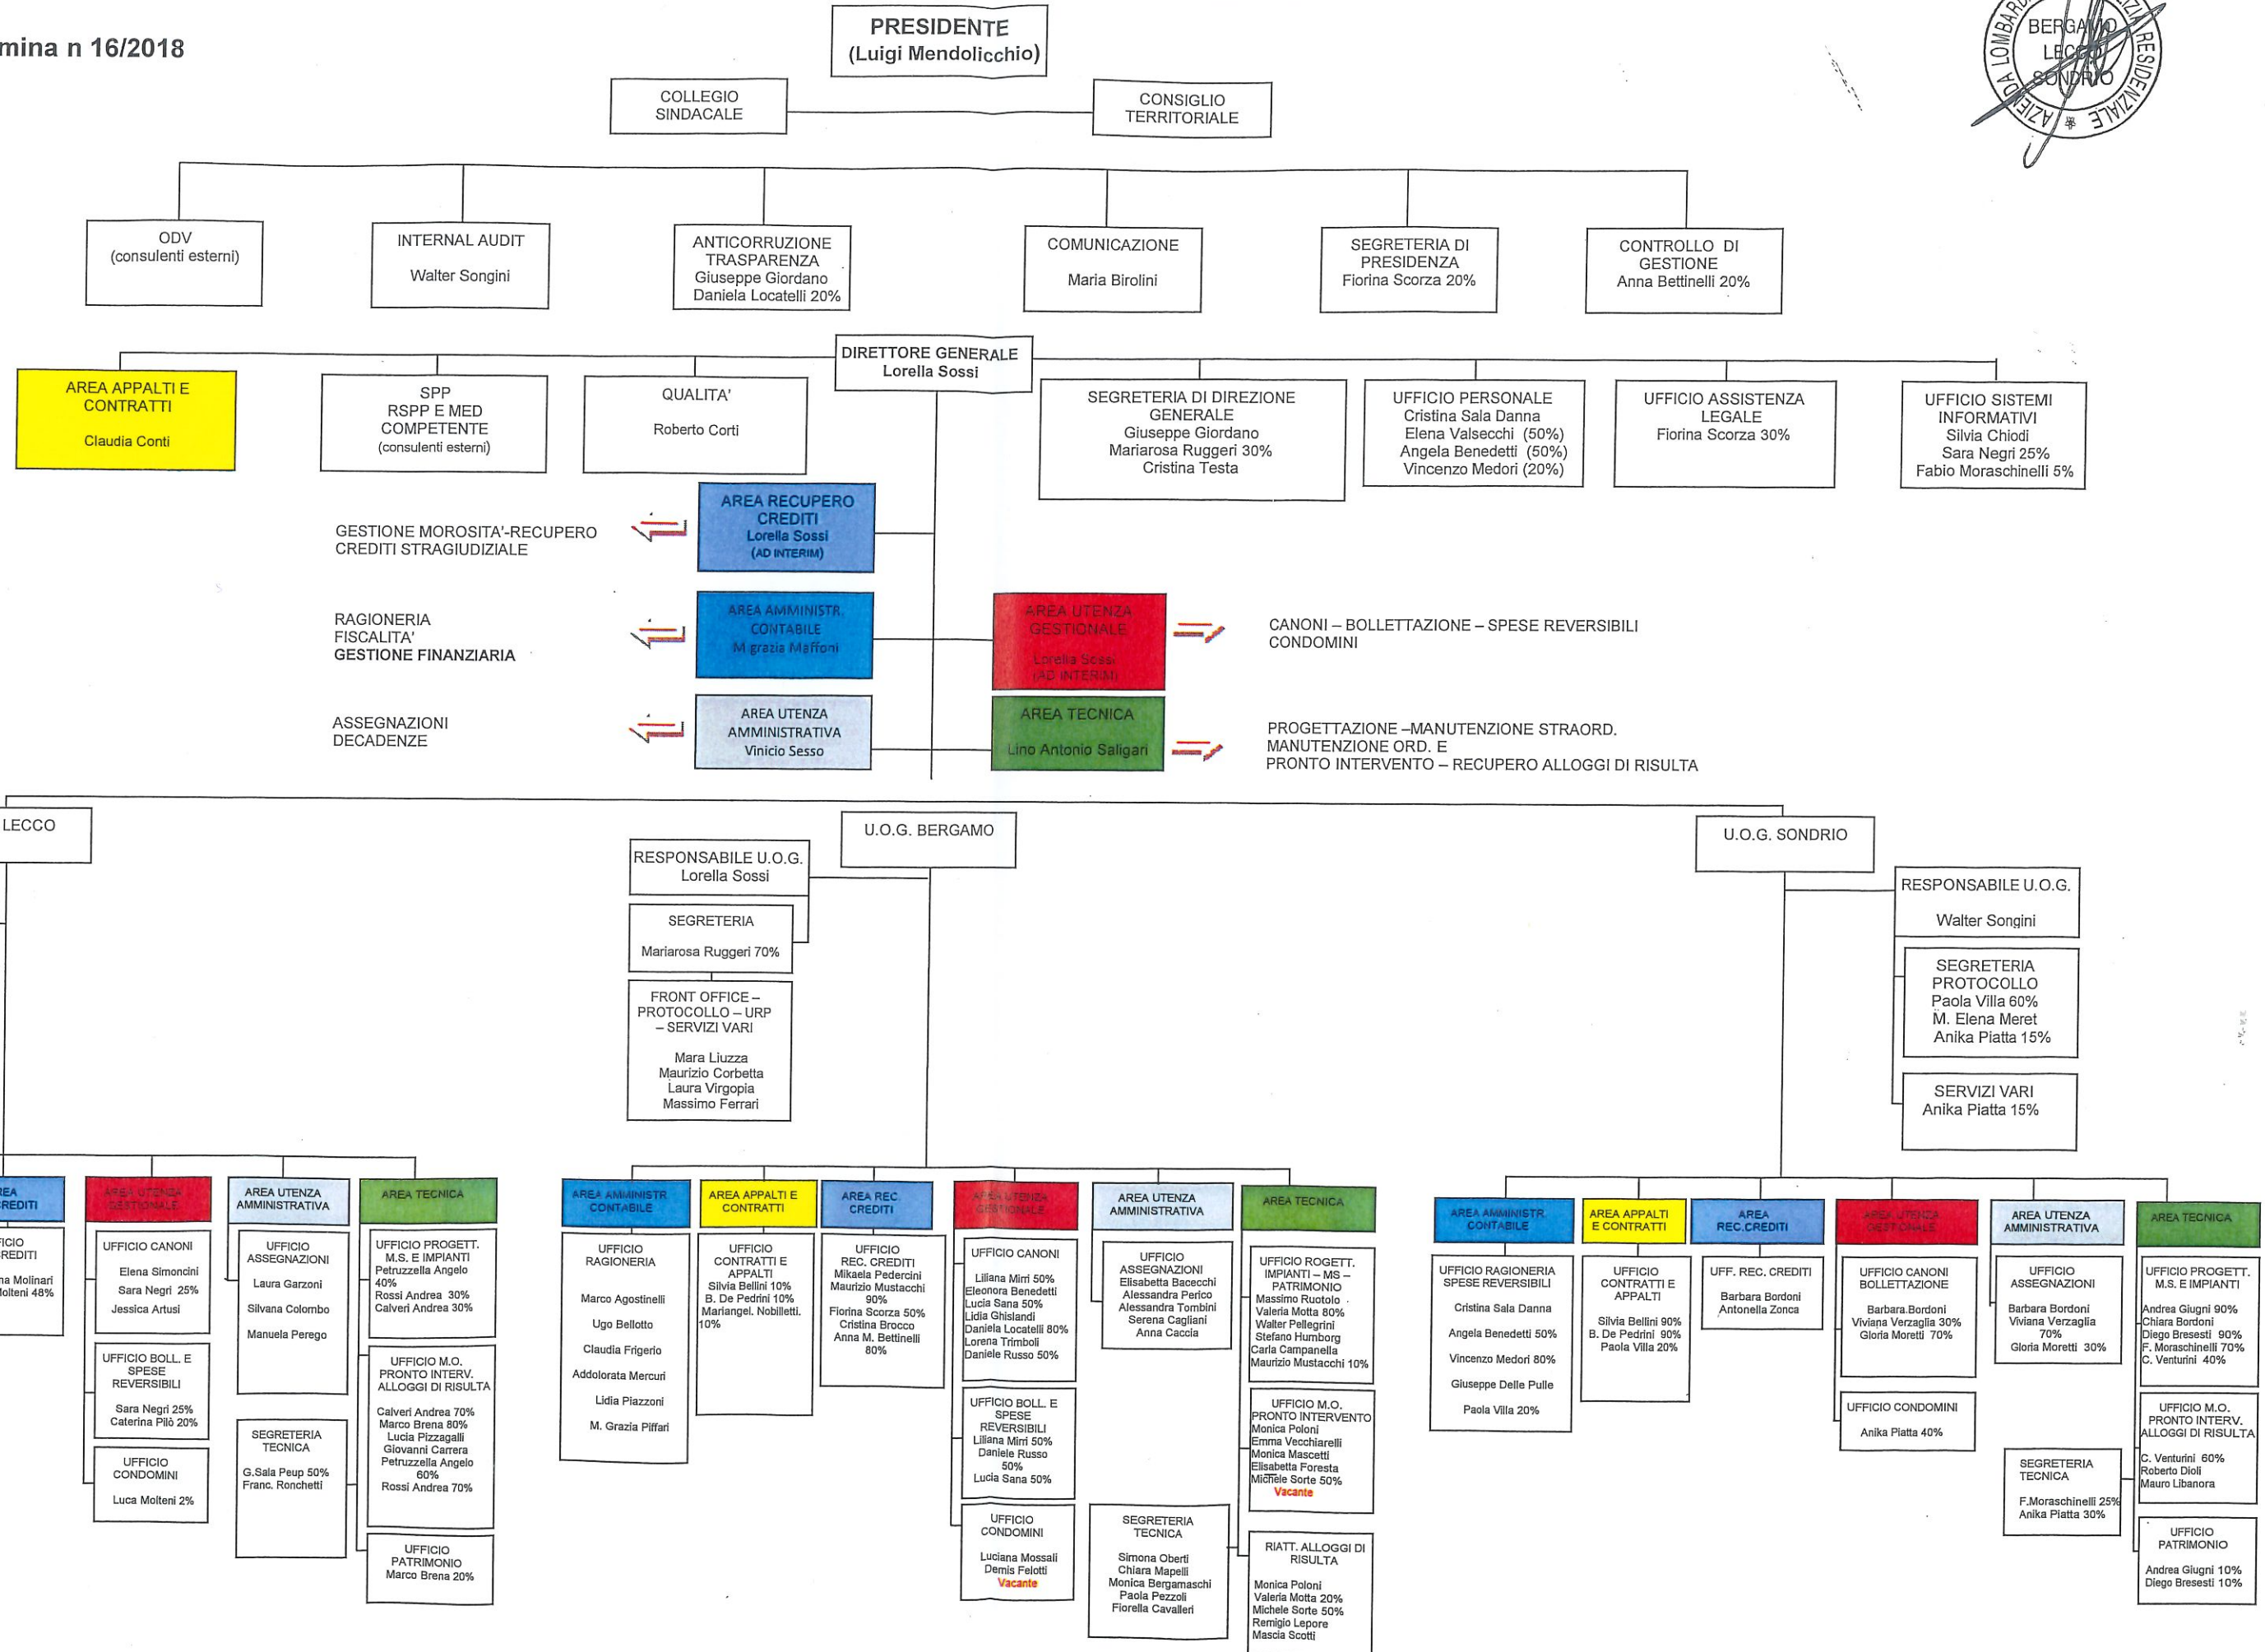 mina n 16/2018
PRESIDENTE
(Luigi Mendolicchio)
BERGAMO
LECCO
SONDRIO
AZIENDA LOMBARD
RESIDENZIALE
COLLEGIO
SINDACALE
CONSIGLIO
TERRITORIALE
ODV
(consulenti esterni)
INTERNAL AUDIT
Walter Songini
ANTICORRUZIONE
TRASPARENZA
Giuseppe Giordano
Daniela Locatelli 20%
COMUNICAZIONE
Maria Birolini
SEGRETERIA DI
PRESIDENZA
Fiorina Scorza 20%
CONTROLLO DI
GESTIONE
Anna Bettinelli 20%
DIRETTORE GENERALE
Lorella Sossi
AREA APPALTI E
CONTRATTI
Claudia Conti
SPP
RSPP E MED
COMPETENTE
(consulenti esterni)
QUALITA'
Roberto Corti
SEGRETERIA DI DIREZIONE
GENERALE
Giuseppe Giordano
Mariarosa Ruggeri 30%
Cristina Testa
UFFICIO PERSONALE
Cristina Sala Danna
Elena Valsecchi (50%)
Angela Benedetti (50%)
Vincenzo Medori (20%)
UFFICIO ASSISTENZA
LEGALE
Fiorina Scorza 30%
UFFICIO SISTEMI
INFORMATIVI
Silvia Chiodi
Sara Negri 25%
Fabio Moraschinelli 5%
GESTIONE MOROSITA'-RECUPERO
CREDITI STRAGIUDIZIALE
AREA RECUPERO
CREDITI
Lorella Sossi
(AD INTERIM)
RAGIONERIA
FISCALITA'
GESTIONE FINANZIARIA
AREA AMMINISTR.
CONTABILE
M grazia Maffoni
AREA UTENZA
GESTIONALE
Lorella Sossi
(AD INTERIM)
CANONI – BOLLETTAZIONE – SPESE REVERSIBILI
CONDOMINI
ASSEGNAZIONI
DECADENZE
AREA UTENZA
AMMINISTRATIVA
Vinicio Sesso
AREA TECNICA
Lino Antonio Saligari
PROGETTAZIONE –MANUTENZIONE STRAORD.
MANUTENZIONE ORD. E
PRONTO INTERVENTO – RECUPERO ALLOGGI DI RISULTA
LECCO
U.O.G. BERGAMO
U.O.G. SONDRIO
RESPONSABILE U.O.G.
Lorella Sossi
SEGRETERIA
Mariarosa Ruggeri 70%
FRONT OFFICE –
PROTOCOLLO – URP
– SERVIZI VARI
Mara Liuzza
Maurizio Corbetta
Laura Virgopia
Massimo Ferrari
RESPONSABILE U.O.G.
Walter Songini
SEGRETERIA
PROTOCOLLO
Paola Villa 60%
M. Elena Meret
Anika Piatta 15%
SERVIZI VARI
Anika Piatta 15%
REA
CREDITI
FICIO
REDITI
na Molinari
Molteni 48%
AREA UTENZA
GESTIONALE
UFFICIO CANONI
Elena Simoncini
Sara Negri 25%
Jessica Artusi
UFFICIO BOLL. E
SPESE
REVERSIBILI
Sara Negri 25%
Caterina Pilò 20%
UFFICIO
CONDOMINI
Luca Molteni 2%
AREA UTENZA
AMMINISTRATIVA
UFFICIO
ASSEGNAZIONI
Laura Garzoni
Silvana Colombo
Manuela Perego
SEGRETERIA
TECNICA
G.Sala Peup 50%
Franc. Ronchetti
AREA TECNICA
UFFICIO PROGETT.
M.S. E IMPIANTI
Petruzzella Angelo
40%
Rossi Andrea 30%
Calveri Andrea 30%
UFFICIO M.O.
PRONTO INTERV.
ALLOGGI DI RISULTA
Calveri Andrea 70%
Marco Brena 80%
Lucia Pizzagalli
Giovanni Carrera
Petruzzella Angelo
60%
Rossi Andrea 70%
UFFICIO
PATRIMONIO
Marco Brena 20%
AREA AMMINISTR.
CONTABILE
UFFICIO
RAGIONERIA
Marco Agostinelli
Ugo Bellotto
Claudia Frigerio
Addolorata Mercuri
Lidia Piazzoni
M. Grazia Piffari
AREA APPALTI E
CONTRATTI
UFFICIO
CONTRATTI E
APPALTI
Silvia Bellini 10%
B. De Pedrini 10%
Mariangel. Nobilletti.
10%
AREA REC.
CREDITI
UFFICIO
REC. CREDITI
Mikaela Pedercini
Maurizio Mustacchi
90%
Fiorina Scorza 50%
Cristina Brocco
Anna M. Bettinelli
80%
AREA UTENZA
GESTIONALE
UFFICIO CANONI
Liliana Mirri 50%
Eleonora Benedetti
Lucia Sana 50%
Lidia Ghislandi
Daniela Locatelli 80%
Lorena Trimboli
Daniele Russo 50%
UFFICIO BOLL. E
SPESE
REVERSIBILI
Liliana Mirri 50%
Daniele Russo
50%
Lucia Sana 50%
UFFICIO
CONDOMINI
Luciana Mossali
Demis Felotti
Vacante
AREA UTENZA
AMMINISTRATIVA
UFFICIO
ASSEGNAZIONI
Elisabetta Bacecchi
Alessandra Perico
Alessandra Tombini
Serena Cagliani
Anna Caccia
SEGRETERIA
TECNICA
Simona Oberti
Chiara Mapelli
Monica Bergamaschi
Paola Pezzoli
Fiorella Cavalleri
AREA TECNICA
UFFICIO ROGETT.
IMPIANTI – MS –
PATRIMONIO
Massimo Ruotolo
Valeria Motta 80%
Walter Pellegrini
Stefano Humborg
Carla Campanella
Maurizio Mustacchi 10%
UFFICIO M.O.
PRONTO INTERVENTO
Monica Poloni
Emma Vecchiarelli
Monica Mascetti
Elisabetta Foresta
Michele Sorte 50%
Vacante
RIATT. ALLOGGI DI
RISULTA
Monica Poloni
Valeria Motta 20%
Michele Sorte 50%
Remigio Lepore
Mascia Scotti
AREA AMMINISTR.
CONTABILE
UFFICIO RAGIONERIA
SPESE REVERSIBILI
Cristina Sala Danna
Angela Benedetti 50%
Vincenzo Medori 80%
Giuseppe Delle Pulle
Paola Villa 20%
AREA APPALTI
E CONTRATTI
UFFICIO
CONTRATTI E
APPALTI
Silvia Bellini 90%
B. De Pedrini 90%
Paola Villa 20%
AREA
REC.CREDITI
UFF. REC. CREDITI
Barbara Bordoni
Antonella Zonca
AREA UTENZA
GESTIONALE
UFFICIO CANONI
BOLLETTAZIONE
Barbara.Bordoni
Viviana Verzaglia 30%
Gloria Moretti 70%
UFFICIO CONDOMINI
Anika Piatta 40%
AREA UTENZA
AMMINISTRATIVA
UFFICIO
ASSEGNAZIONI
Barbara Bordoni
Viviana Verzaglia
70%
Gloria Moretti 30%
SEGRETERIA
TECNICA
F.Moraschinelli 25%
Anika Piatta 30%
AREA TECNICA
UFFICIO PROGETT.
M.S. E IMPIANTI
Andrea Giugni 90%
Chiara Bordoni
Diego Bresesti 90%
F. Moraschinelli 70%
C. Venturini 40%
UFFICIO M.O.
PRONTO INTERV.
ALLOGGI DI RISULTA
C. Venturini 60%
Roberto Dioli
Mauro Libanora
UFFICIO
PATRIMONIO
Andrea Giugni 10%
Diego Bresesti 10%